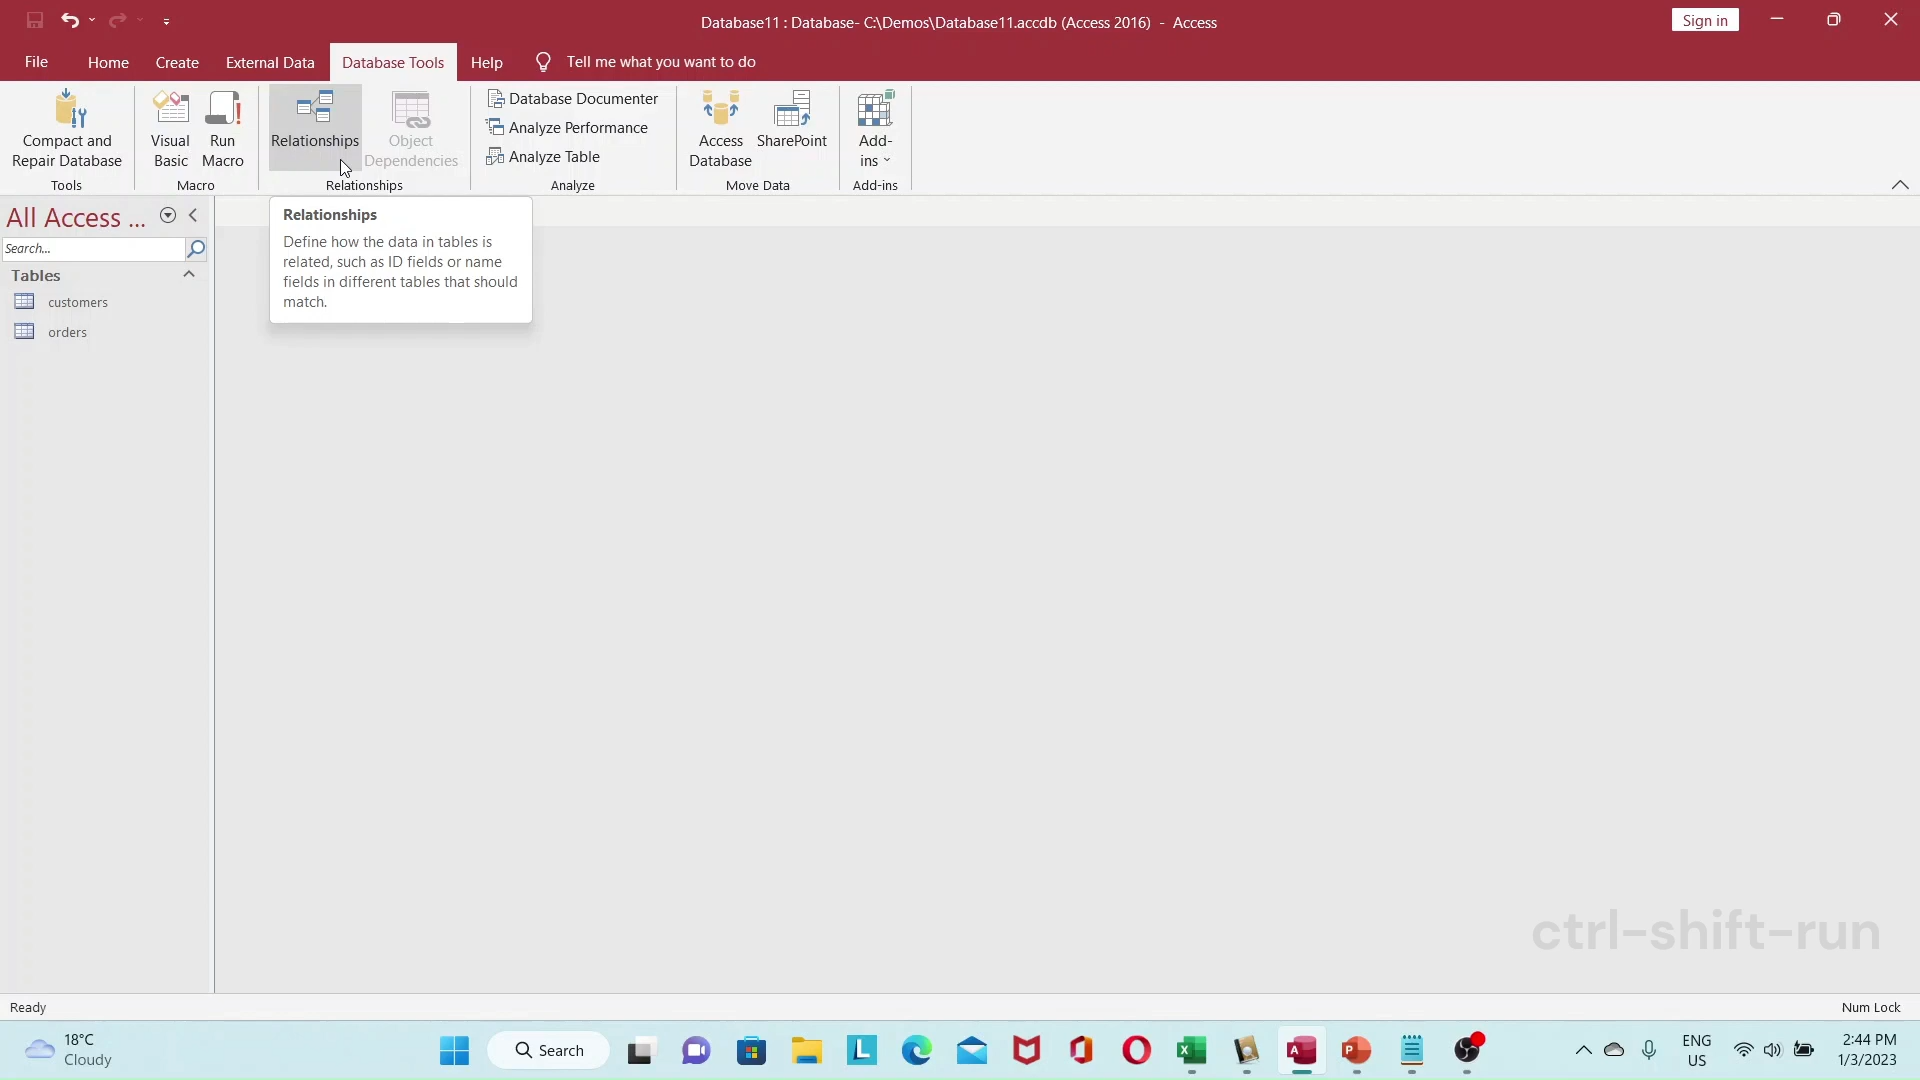 Database11 : Database- C:\Demos\Database11.accdb (Access 2016) - Access
Sign in
File
Home
Create
External Data
Database Tools
Help
Tell me what you want to do
Compact and
Repair Database
Tools
Visual
Basic
Run
Macro
Macro
Relationships
Object
Dependencies
Relationships
Database Documenter
Analyze Performance
Analyze Table
Analyze
Access
Database
SharePoint
Move Data
Add-
ins
Add-ins
All Access ...
Search...
Tables
customers
orders
Relationships
Define how the data in tables is
related, such as ID fields or name
fields in different tables that should
match.
ctrl-shift-run
Ready
Num Lock
18°C
Cloudy
Search
ENG
US
2:44 PM
1/3/2023